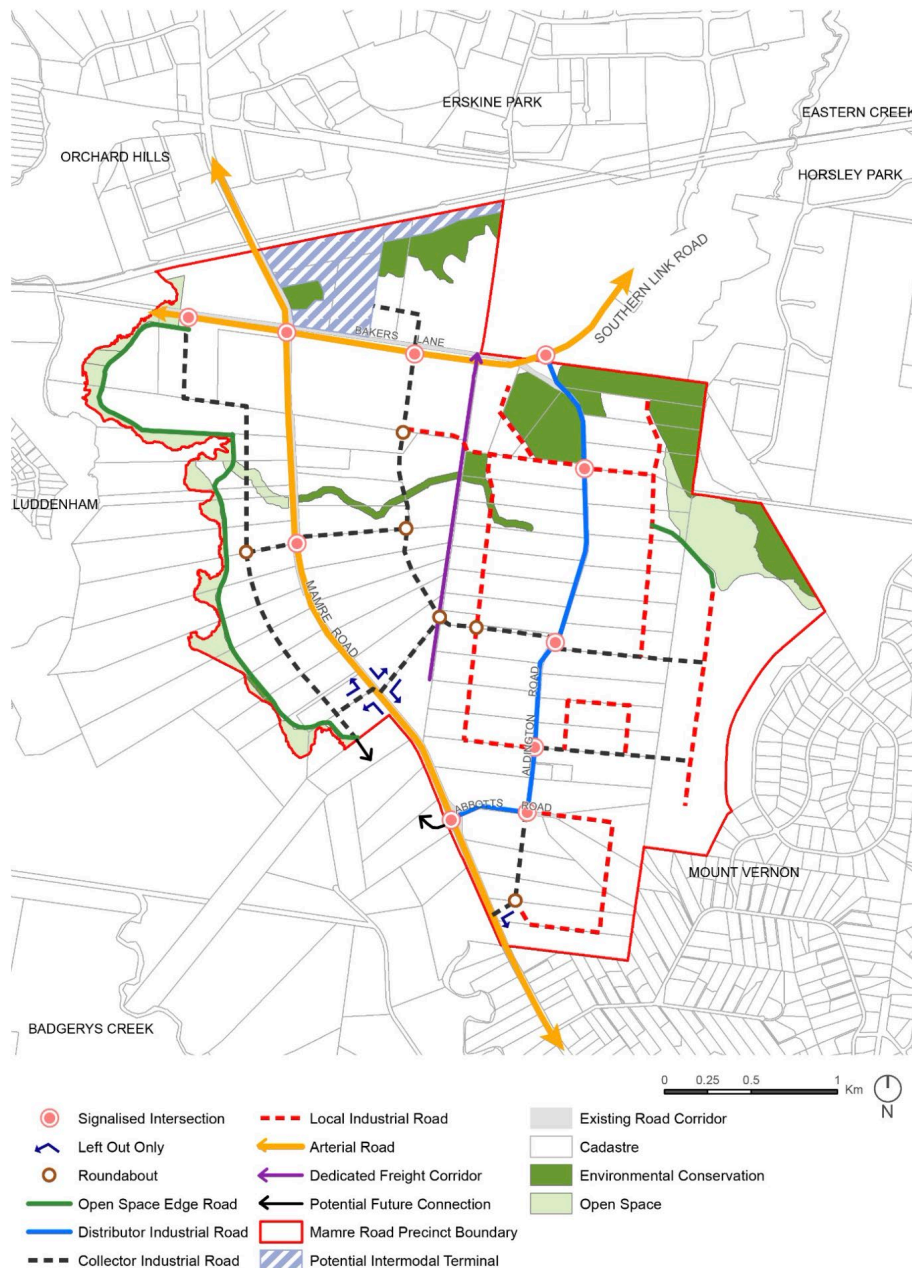 ERSKINE PARK
EASTERN CREEK
ORCHARD HILLS
HORSLEY PARK
SOUTHERN LINK ROAD
BAKERS LANE
LUDDENHAM
MAMRE ROAD
ALDINGTON ROAD
ABBOTTS ROAD
MOUNT VERNON
BADGERYS CREEK
0 0.25 0.5 1
Km
N
Signalised Intersection
Left Out Only
Roundabout
Open Space Edge Road
Distributor Industrial Road
Collector Industrial Road
Local Industrial Road
Arterial Road
Dedicated Freight Corridor
Potential Future Connection
Mamre Road Precinct Boundary
Potential Intermodal Terminal
Existing Road Corridor
Cadastre
Environmental Conservation
Open Space